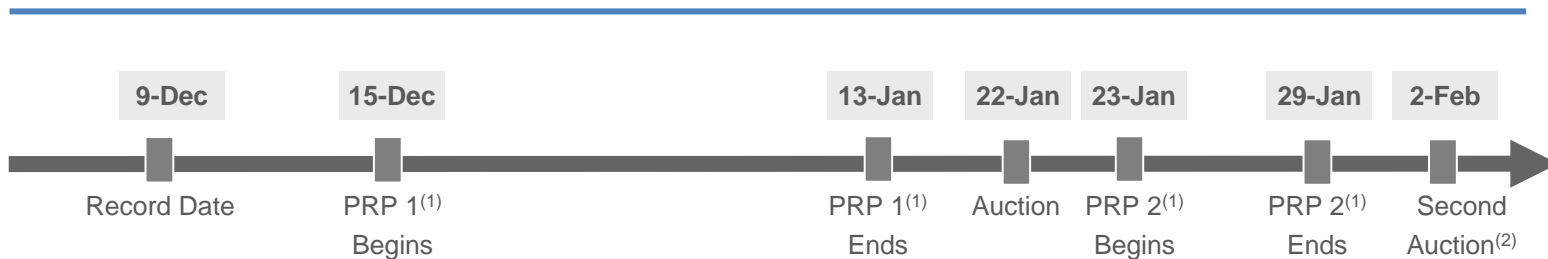 9-Dec 15-Dec 13-Jan 22-Jan 23-Jan 29-Jan 2-Feb
Record Date PRP 1(1) PRP 1(1) Auction PRP 2(1) PRP 2(1) Second
Begins Ends Begins Ends Auction(2)